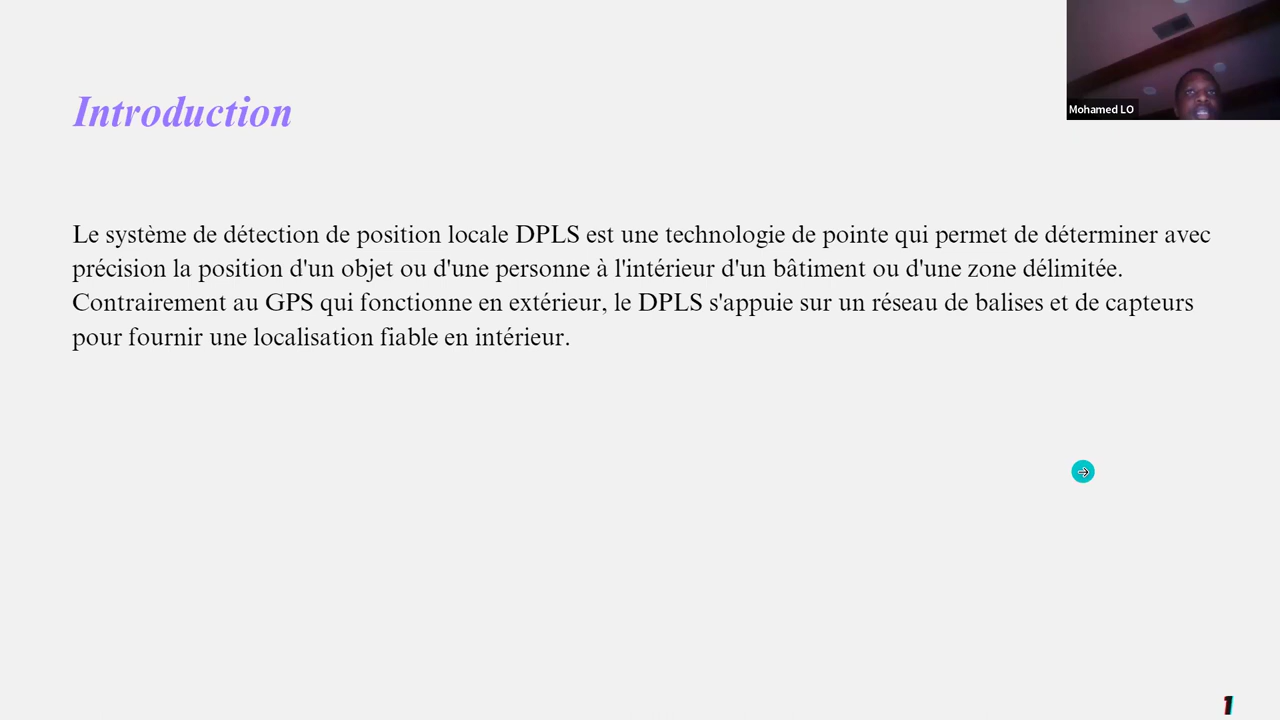 Mohamed LO
Introduction
Le système de détection de position locale DPLS est une technologie de pointe qui permet de déterminer avec
précision la position d'un objet ou d'une personne à l'intérieur d'un bâtiment ou d'une zone délimitée.
Contrairement au GPS qui fonctionne en extérieur, le DPLS s'appuie sur un réseau de balises et de capteurs
pour fournir une localisation fiable en intérieur.
1